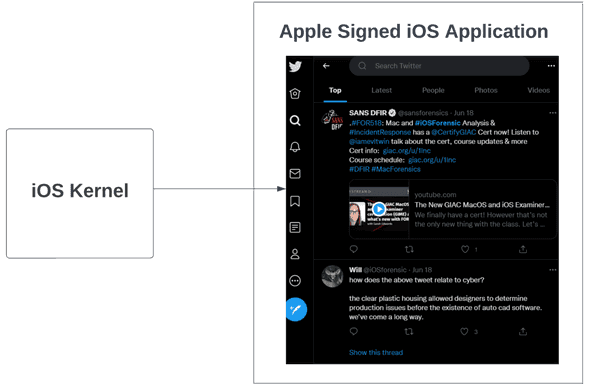 Apple Signed iOS Application
iOS Kernel
Search Twitter
Top Latest People Photos Videos
SANS DFIR @sansforensics · Jun 18
.#FOR518: Mac and #iOSForensic Analysis &
#IncidentResponse has a @CertifyGIAC Cert now! Listen to
@iamevltwin talk about the cert, course updates & more
Cert info: giac.org/u/1inc
Course schedule: giac.org/u/1inc
#DFIR #MacForensics
youtube.com
The New GIAC MacOS and iOS Examiner...
We finally have a cert! However that's not
the only new thing with the class. Let's ...
1
Will @iOSforensic · Jun 18
how does the above tweet relate to cyber?
the clear plastic housing allowed designers to determine
production issues before the existence of auto cad software.
we've come a long way.
3
Show this thread